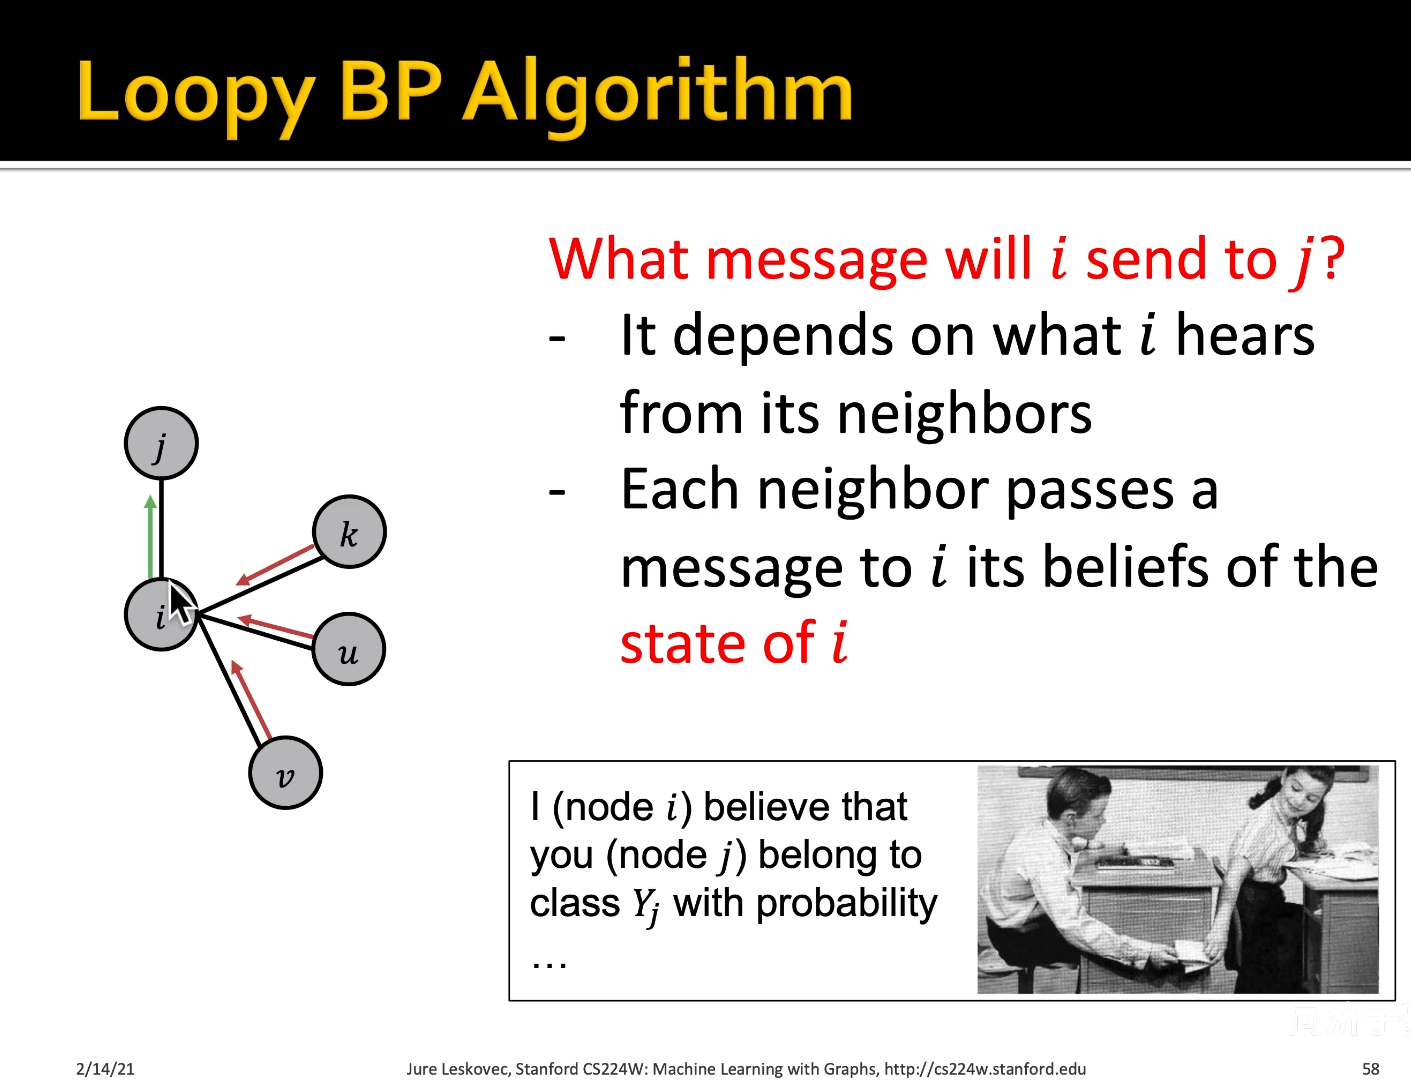 Loopy BP Algorithm
What message will i send to j?
- It depends on what i hears
from its neighbors
- Each neighbor passes a
message to i its beliefs of the
state of i
j
k
i
u
v
I (node i) believe that
you (node j) belong to
class Yj with probability
…
2/14/21
Jure Leskovec, Stanford CS224W: Machine Learning with Graphs, http://cs224w.stanford.edu
58